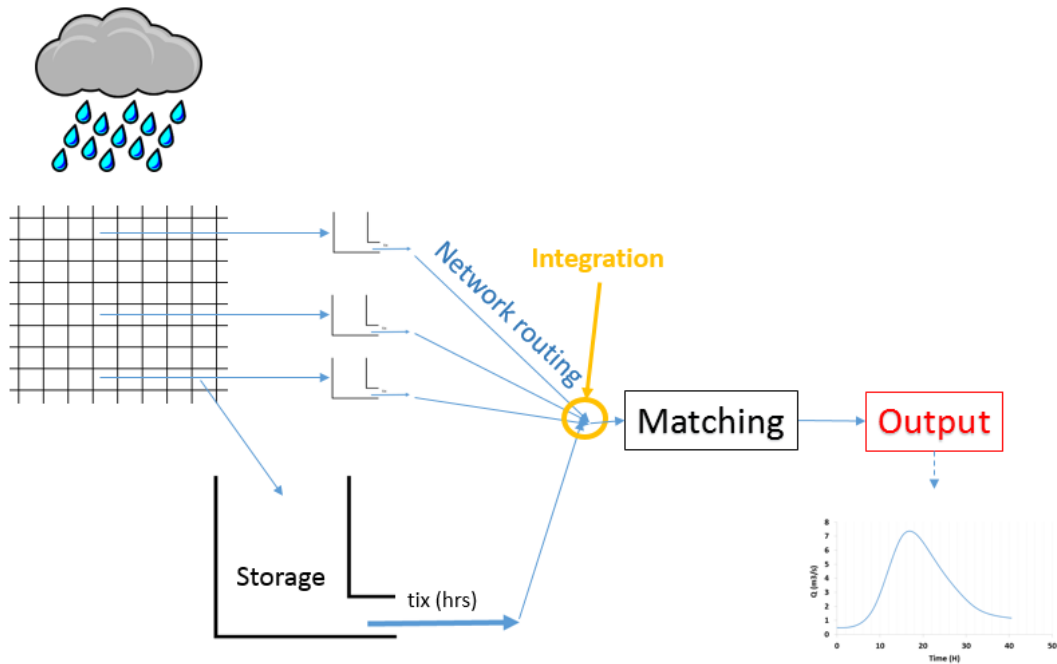 Network routing
Integration
Matching
Output
Storage
tix (hrs)
Q (m3/s)
8
7
6
5
4
3
2
1
0
0 10 20 30 40 50
Time (H)